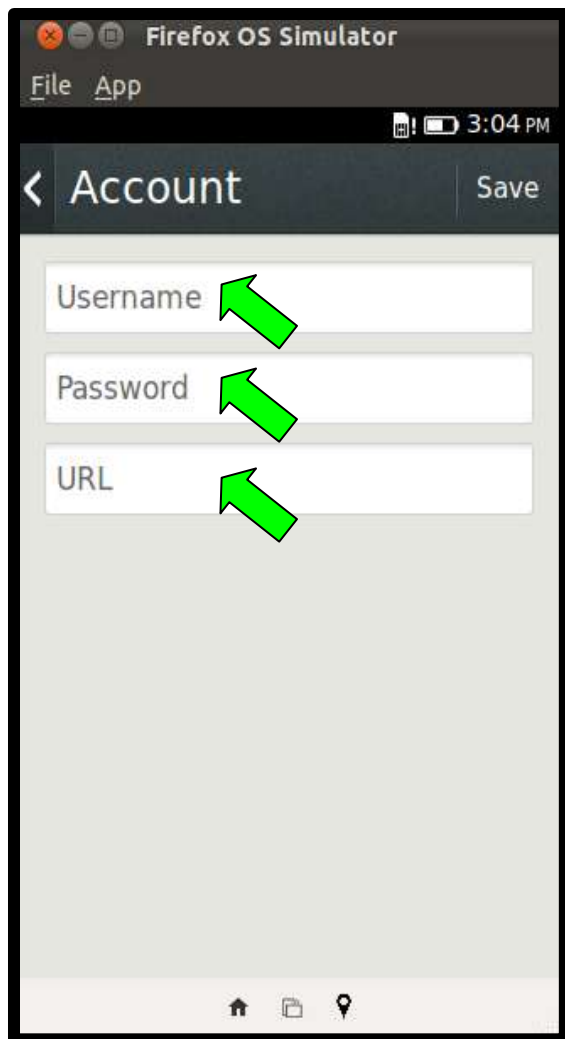 Firefox OS Simulator
File App
3:04 PM
Account Save
Username
Password
URL